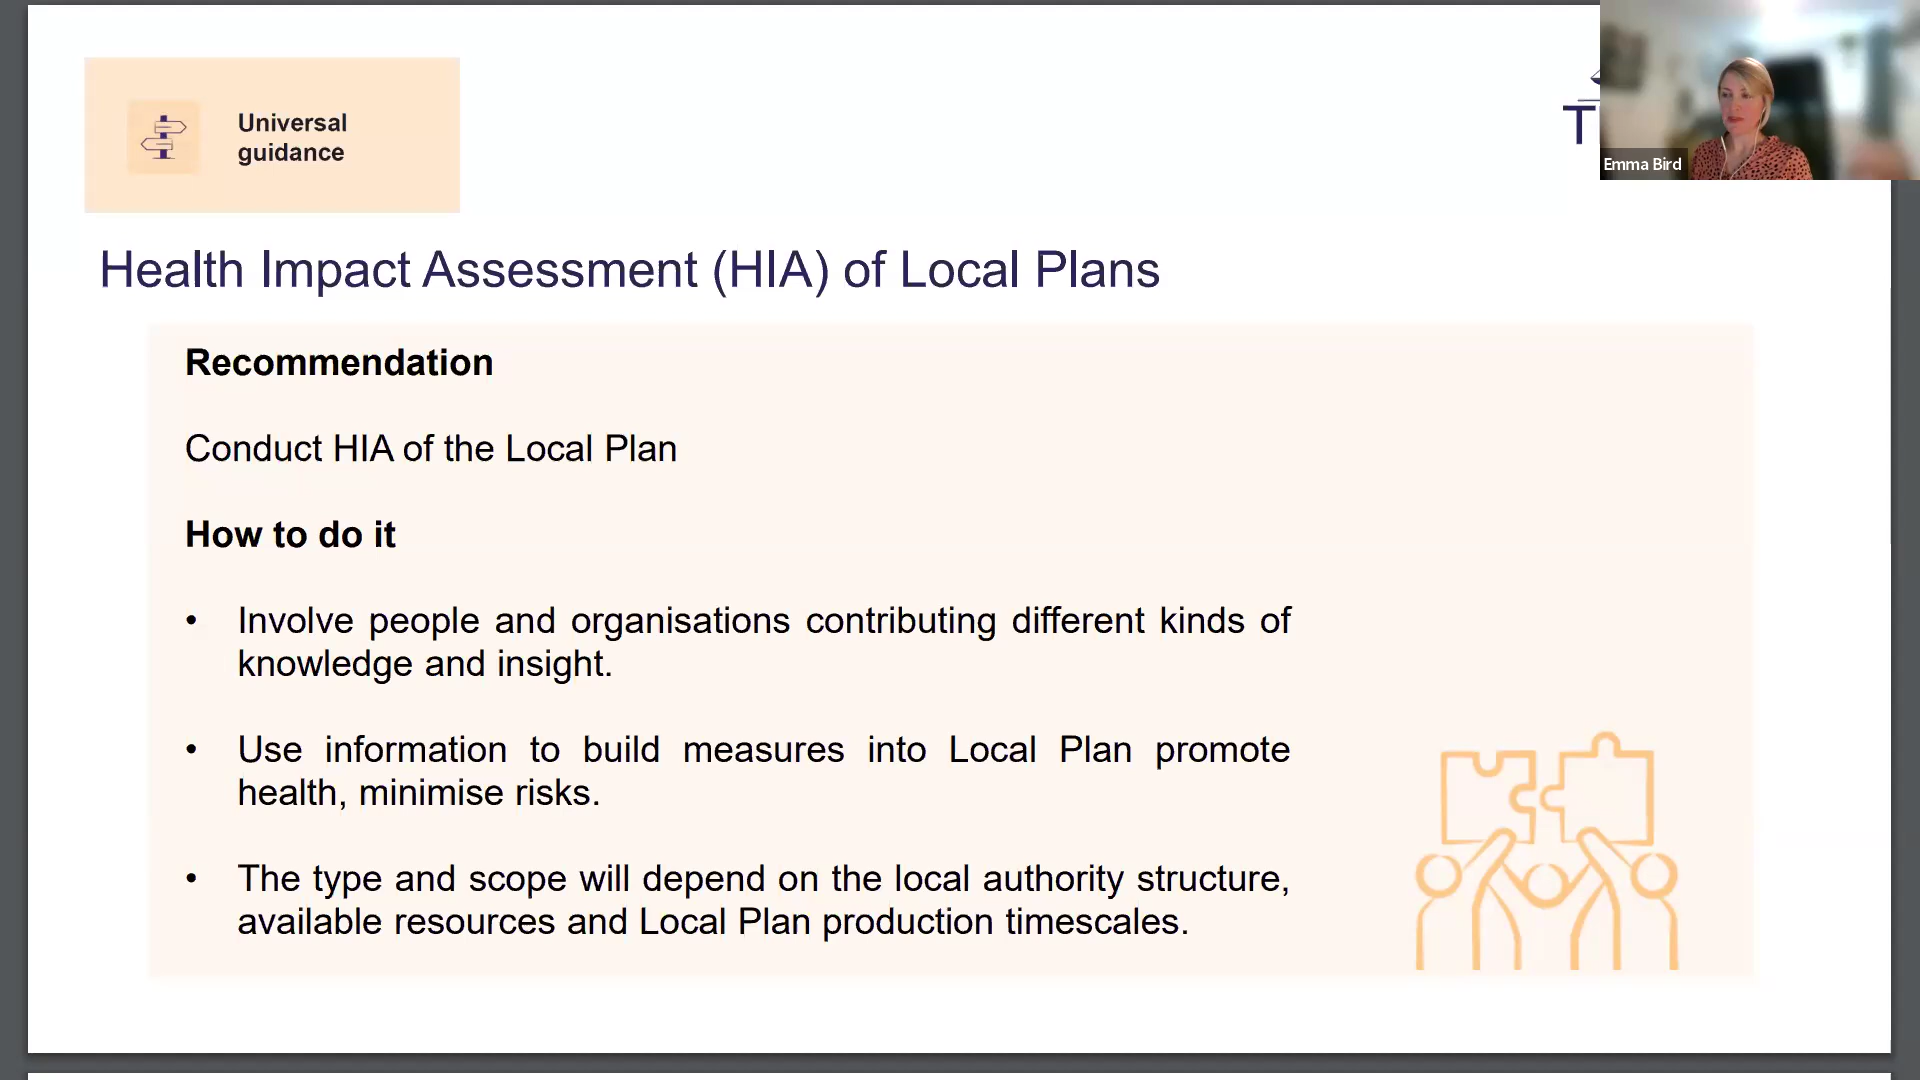 Universal
guidance
Emma Bird
Health Impact Assessment (HIA) of Local Plans
Recommendation
Conduct HIA of the Local Plan
How to do it
• Involve people and organisations contributing different kinds of
knowledge and insight.
• Use information to build measures into Local Plan promote
health, minimise risks.
• The type and scope will depend on the local authority structure,
available resources and Local Plan production timescales.